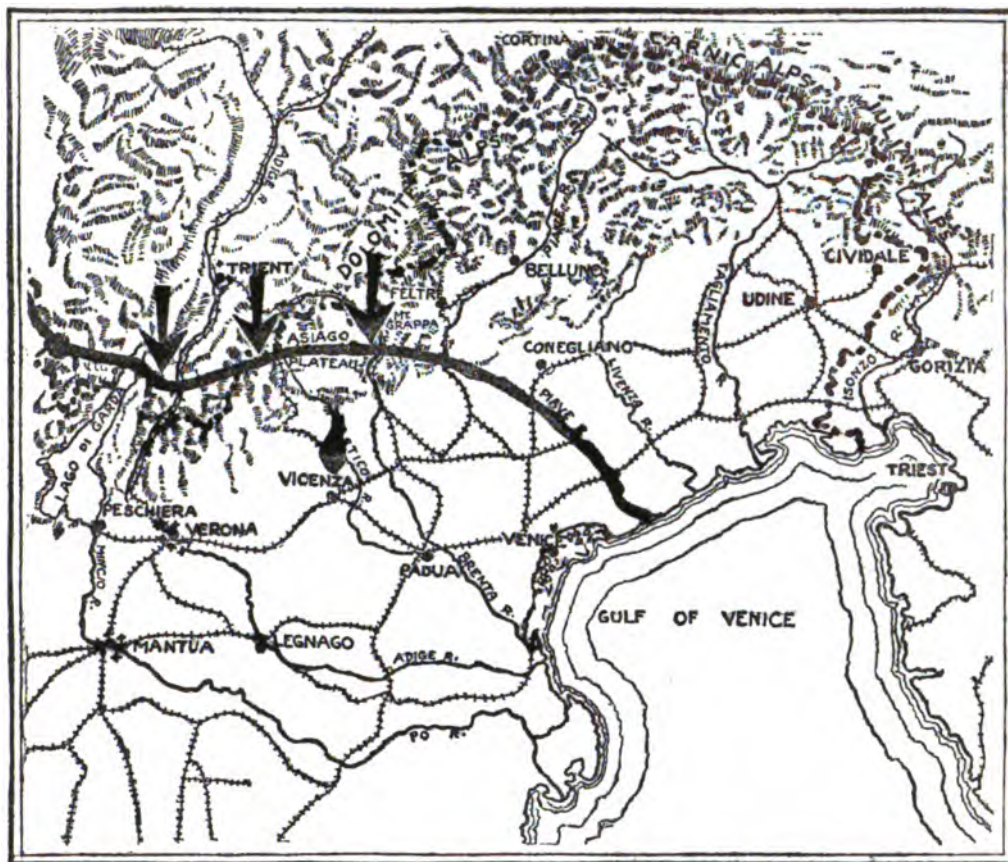 CORTINA
CARNIC ALPS
JULIAN
ALPS
ADIGE R.
TRIENT
DOLOMITE
ALPS
BELLUNO
CIVIDALE
FELTRE
MT
GRAPPA
UDINE
TAGLIAMENTO R.
ASIAGO
PLATEAU
CONEGLIANO
LIVENZA R.
ISONZO R.
GORIZIA
PIAVE
LAGO DI GARDA
VICENZA
TRIEST
PESCHIERA
VERONA
VENICE
PADUA
BRENTA R.
MINCIO R.
GULF OF VENICE
MANTUA
LEGNAGO
ADIGE R.
PO R.